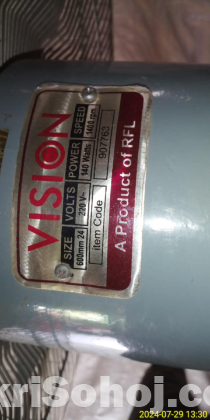 VISION
SIZE VOLTS POWER SPEED
600mm 24 220 V~ 140 Watts 1400 rpm
item Code 907763
A Product of RFL
kriSohoj.com
2024-07-29 13:30